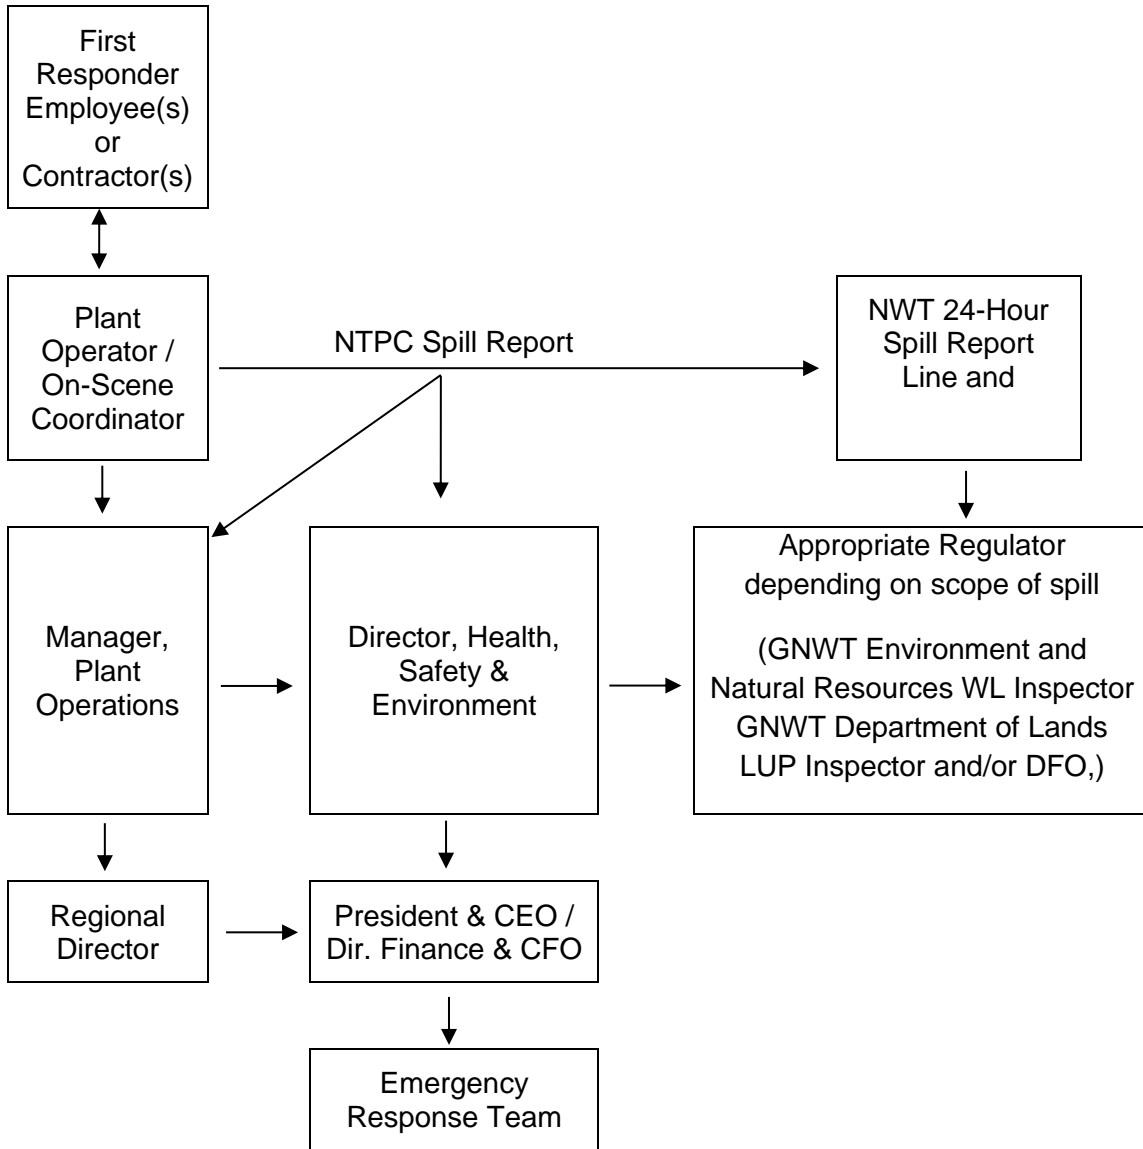 First
Responder
Employee(s)
or
Contractor(s)
Plant
Operator /
On-Scene
Coordinator
NTPC Spill Report
NWT 24-Hour
Spill Report
Line and
Manager,
Plant
Operations
Director, Health,
Safety &
Environment
Appropriate Regulator
depending on scope of spill
(GNWT Environment and
Natural Resources WL Inspector
GNWT Department of Lands
LUP Inspector and/or DFO,)
Regional
Director
President & CEO /
Dir. Finance & CFO
Emergency
Response Team